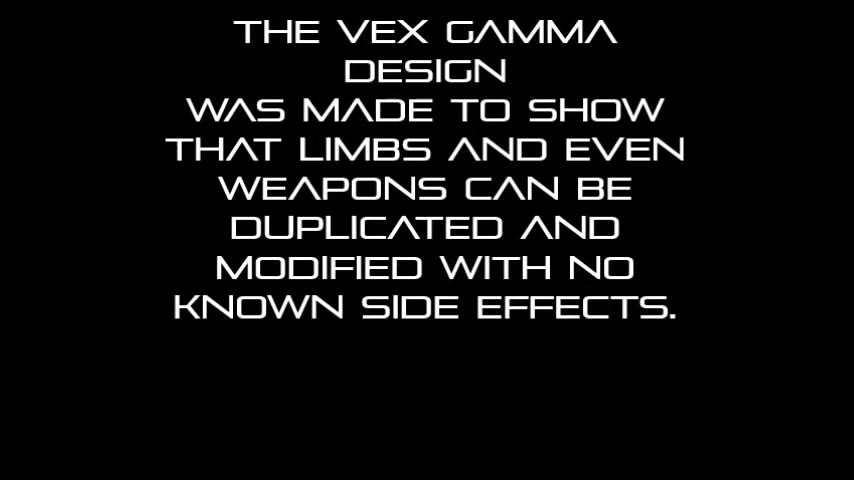 THE VEX GAMMA
DESIGN
WAS MADE TO SHOW
THAT LIMBS AND EVEN
WEAPONS CAN BE
DUPLICATED AND
MODIFIED WITH NO
KNOWN SIDE EFFECTS.